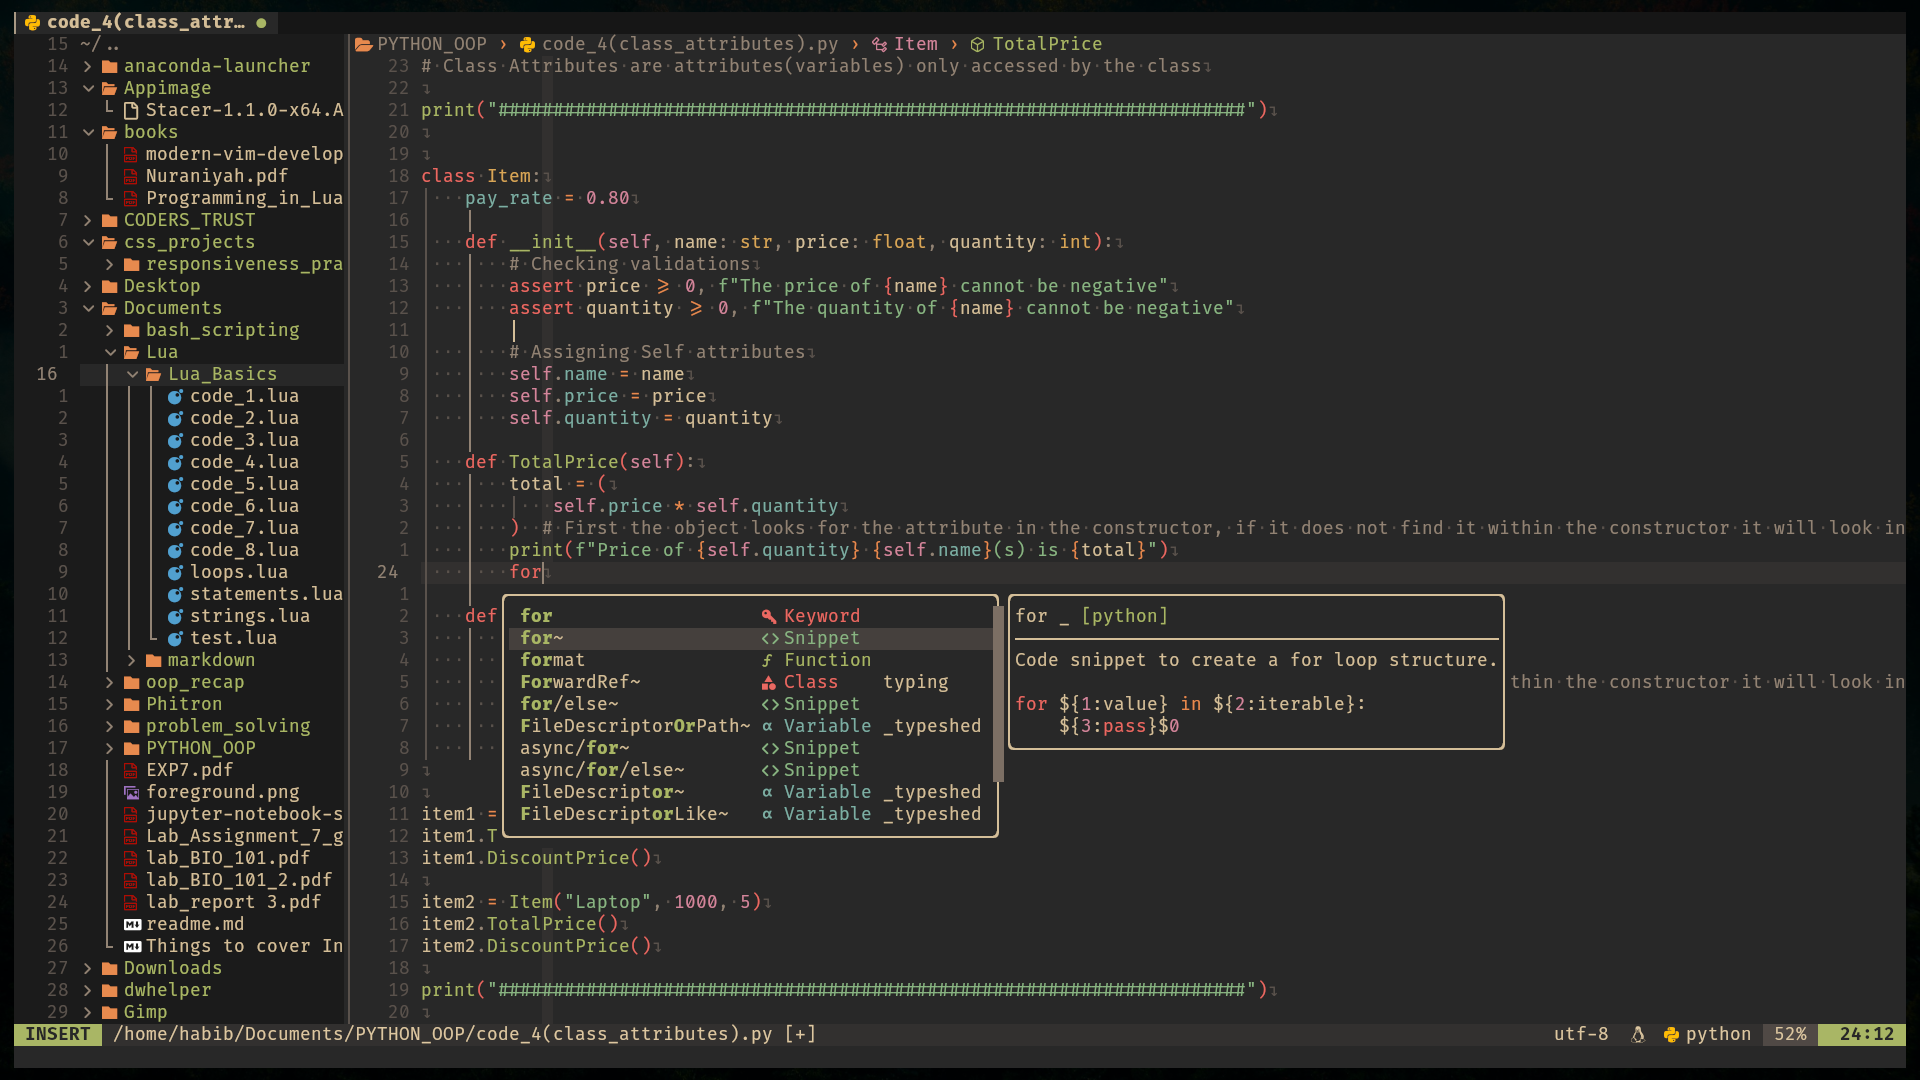 code_4(class_attr… ●
15 ~/..
14 anaconda-launcher
13 Appimage
12 Stacer-1.1.0-x64.A
11 books
10 modern-vim-develop
9 Nuraniyah.pdf
8 Programming_in_Lua
7 CODERS_TRUST
6 css_projects
5 responsiveness_pra
4 Desktop
3 Documents
2 bash_scripting
1 Lua
16 Lua_Basics
1 code_1.lua
2 code_2.lua
3 code_3.lua
4 code_4.lua
5 code_5.lua
6 code_6.lua
7 code_7.lua
8 code_8.lua
9 loops.lua
10 statements.lua
11 strings.lua
12 test.lua
13 markdown
14 oop_recap
15 Phitron
16 problem_solving
17 PYTHON_OOP
18 EXP7.pdf
19 foreground.png
20 jupyter-notebook-s
21 Lab_Assignment_7_g
22 lab_BIO_101.pdf
23 lab_BIO_101_2.pdf
24 lab_report 3.pdf
25 readme.md
26 Things to cover In
27 Downloads
28 dwhelper
29 Gimp
PYTHON_OOP › code_4(class_attributes).py › Item › TotalPrice
23 # Class Attributes are attributes(variables) only accessed by the class
22
21 print("####################################################################")
20
19
18 class Item:
17 pay_rate = 0.80
16
15 def __init__(self, name: str, price: float, quantity: int):
14 # Checking validations
13 assert price ⩾ 0, f"The price of {name} cannot be negative"
12 assert quantity ⩾ 0, f"The quantity of {name} cannot be negative"
11
10 # Assigning Self attributes
9 self.name = name
8 self.price = price
7 self.quantity = quantity
6
5 def TotalPrice(self):
4 total = (
3 self.price * self.quantity
2 ) # First the object looks for the attribute in the constructor, if it does not find it within the constructor it will look in
1 print(f"Price of {self.quantity} {self.name}(s) is {total}")
24 for
1
2 def
3
4
5 thin the constructor it will look in
6
7
8
9
10
11 item1 =
12 item1.T
13 item1.DiscountPrice()
14
15 item2 = Item("Laptop", 1000, 5)
16 item2.TotalPrice()
17 item2.DiscountPrice()
18
19 print("####################################################################")
20
for Keyword
for~ Snippet
format Function
ForwardRef~ Class typing
for/else~ Snippet
FileDescriptorOrPath~ Variable _typeshed
async/for~ Snippet
async/for/else~ Snippet
FileDescriptor~ Variable _typeshed
FileDescriptorLike~ Variable _typeshed
for _ [python]
Code snippet to create a for loop structure.
for ${1:value} in ${2:iterable}:
${3:pass}$0
INSERT /home/habib/Documents/PYTHON_OOP/code_4(class_attributes).py [+] utf-8 python 52% 24:12